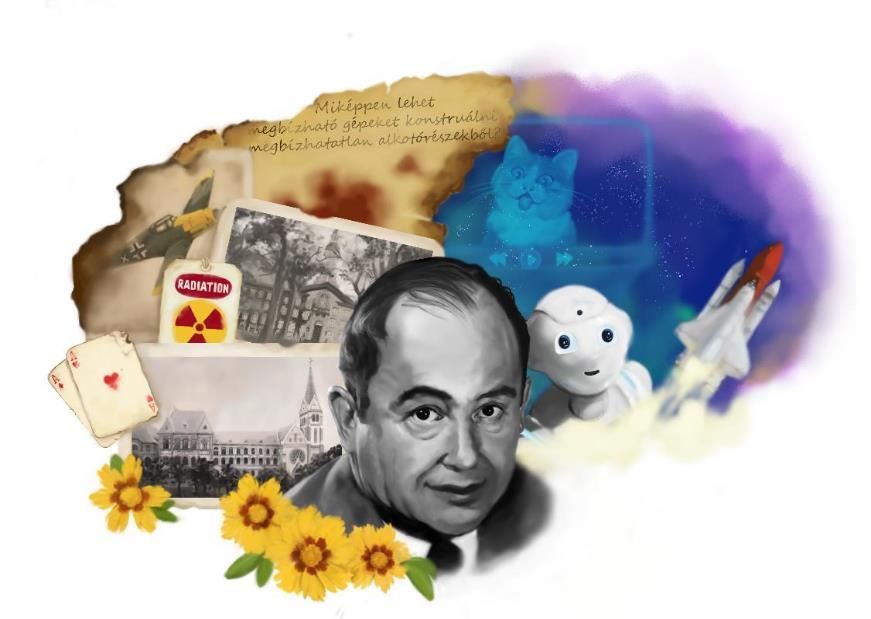 Miképpen lehet
megbízható gépeket konstruálni
megbízhatatlan alkotórészekből?
RADIATION
A
A